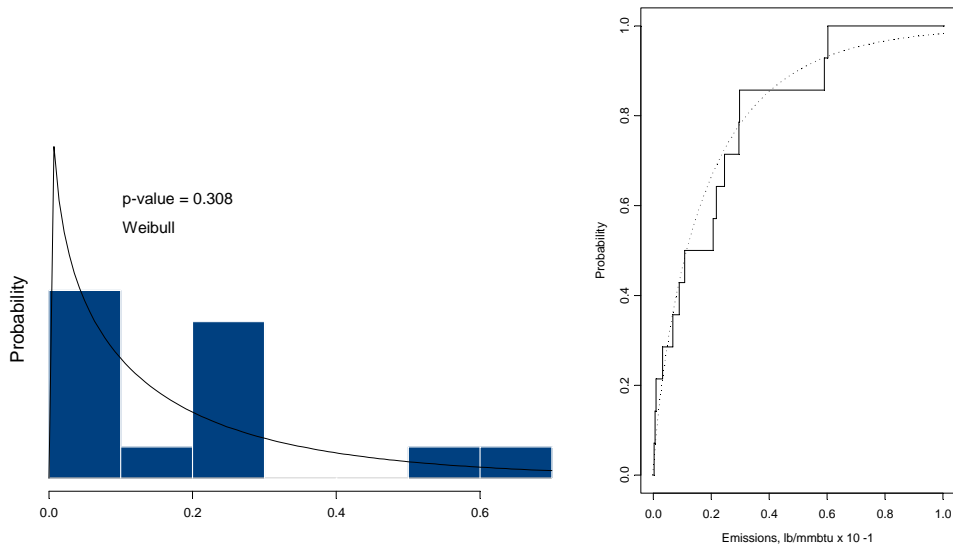 p-value = 0.308
Weibull
Probability
0.0 0.2 0.4 0.6
Probability
1.0
0.8
0.6
0.4
0.2
0.0
0.0 0.2 0.4 0.6 0.8 1.0
Emissions, lb/mmbtu x 10 -1